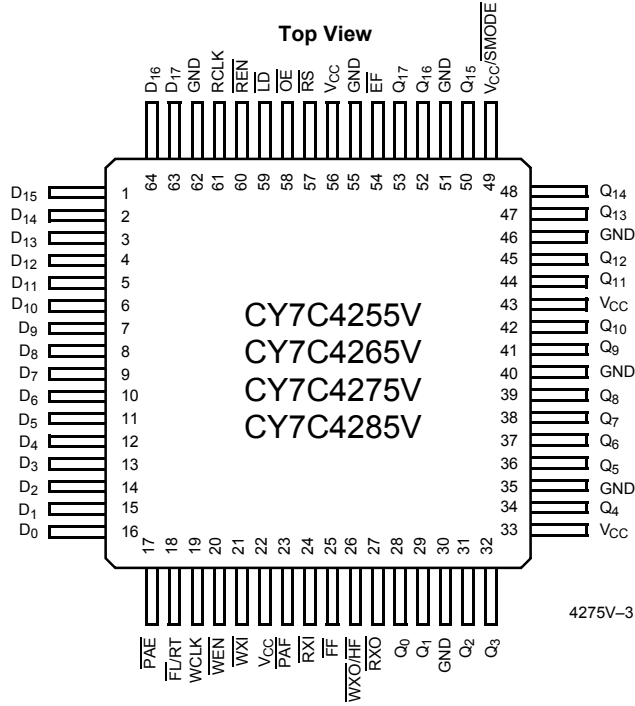 Top View
D16
D17
GND
RCLK
REN
LD
OE
RS
VCC
GND
EF
Q17
Q16
GND
Q15
VCC/SMODE
64
63
62
61
60
59
58
57
56
55
54
53
52
51
50
49
D15 1
D14 2
D13 3
D12 4
D11 5
D10 6
D9 7
D8 8
D7 9
D6 10
D5 11
D4 12
D3 13
D2 14
D1 15
D0 16
CY7C4255V
CY7C4265V
CY7C4275V
CY7C4285V
48 Q14
47 Q13
46 GND
45 Q12
44 Q11
43 VCC
42 Q10
41 Q9
40 GND
39 Q8
38 Q7
37 Q6
36 Q5
35 GND
34 Q4
33 VCC
17
18
19
20
21
22
23
24
25
26
27
28
29
30
31
32
PAE
FL/RT
WCLK
WEN
WXI
VCC
PAF
RXI
FF
WXO/HF
RXO
Q0
Q1
GND
Q2
Q3
4275V–3